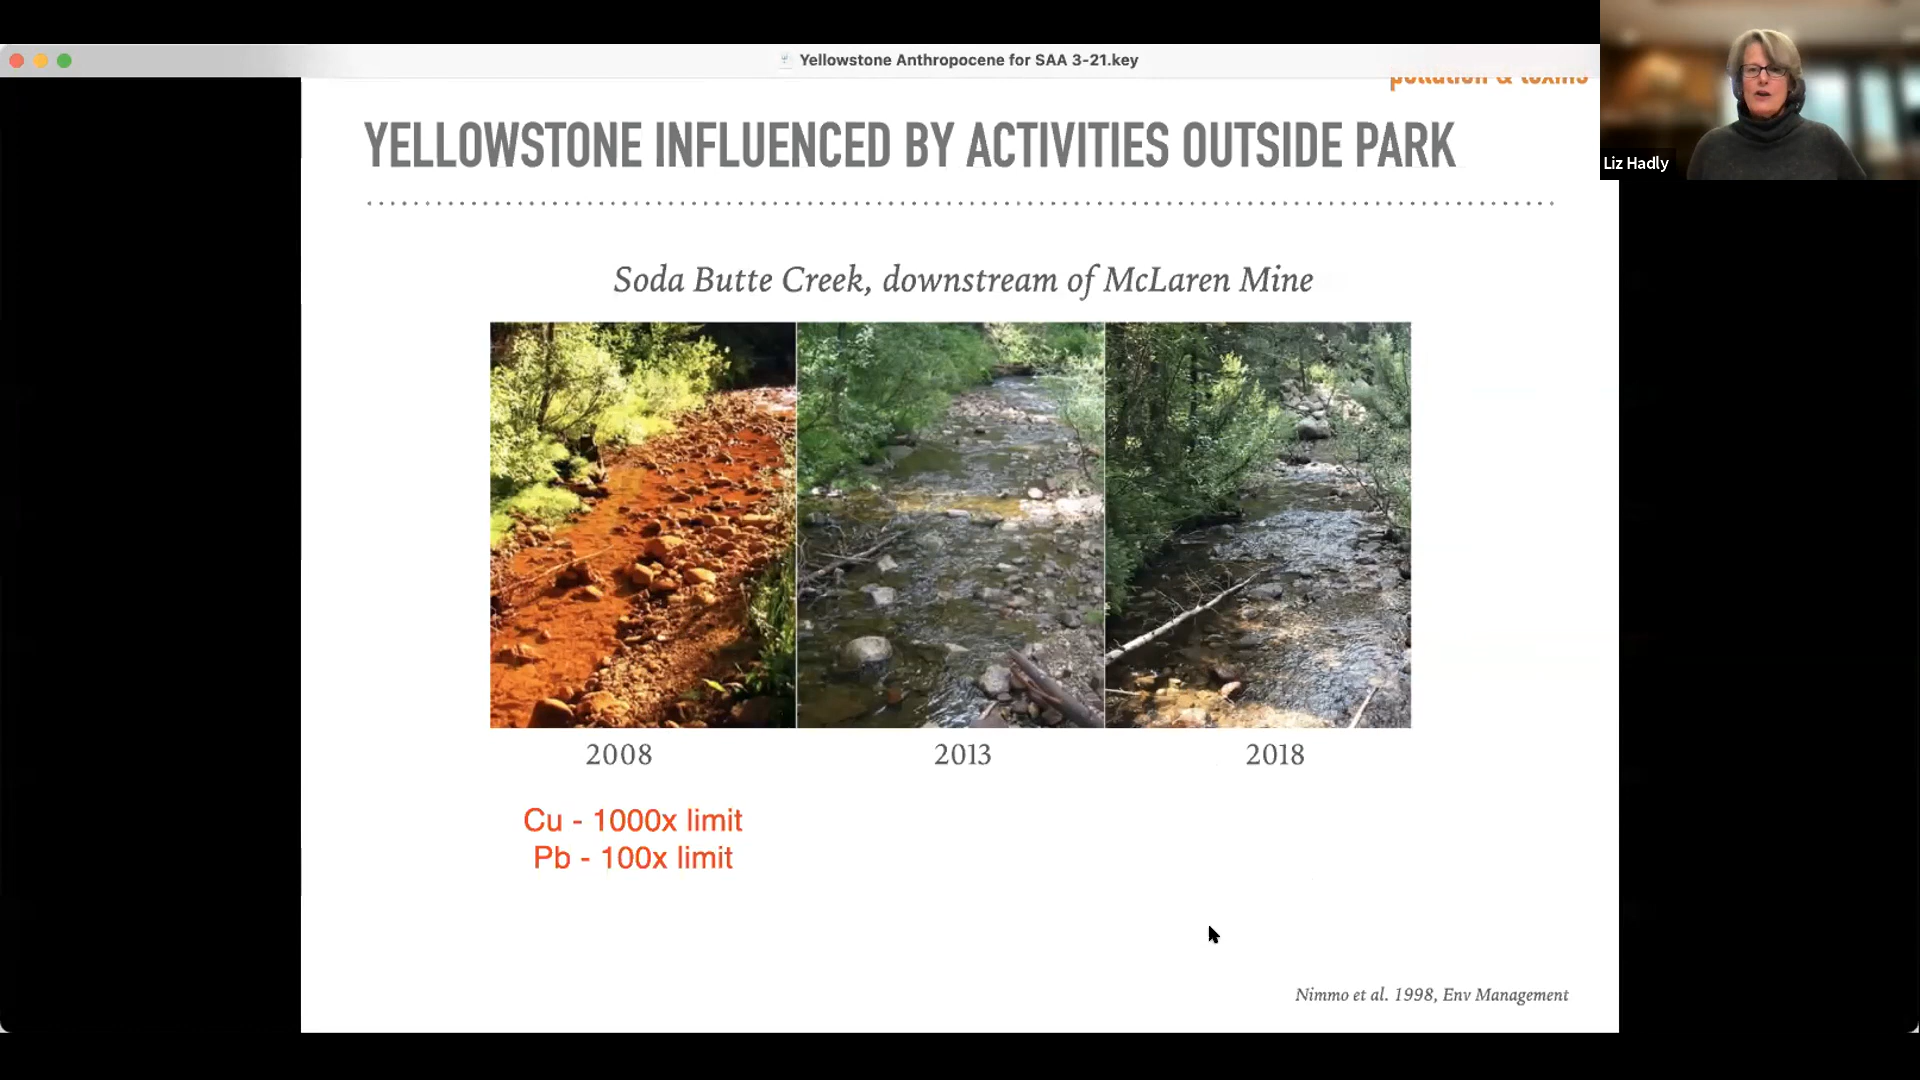 Yellowstone Anthropocene for SAA 3-21.key
pollution & toxins
Liz Hadly
YELLOWSTONE INFLUENCED BY ACTIVITIES OUTSIDE PARK
Soda Butte Creek, downstream of McLaren Mine
2008 2013 2018
Cu - 1000x limit
Pb - 100x limit
Nimmo et al. 1998, Env Management